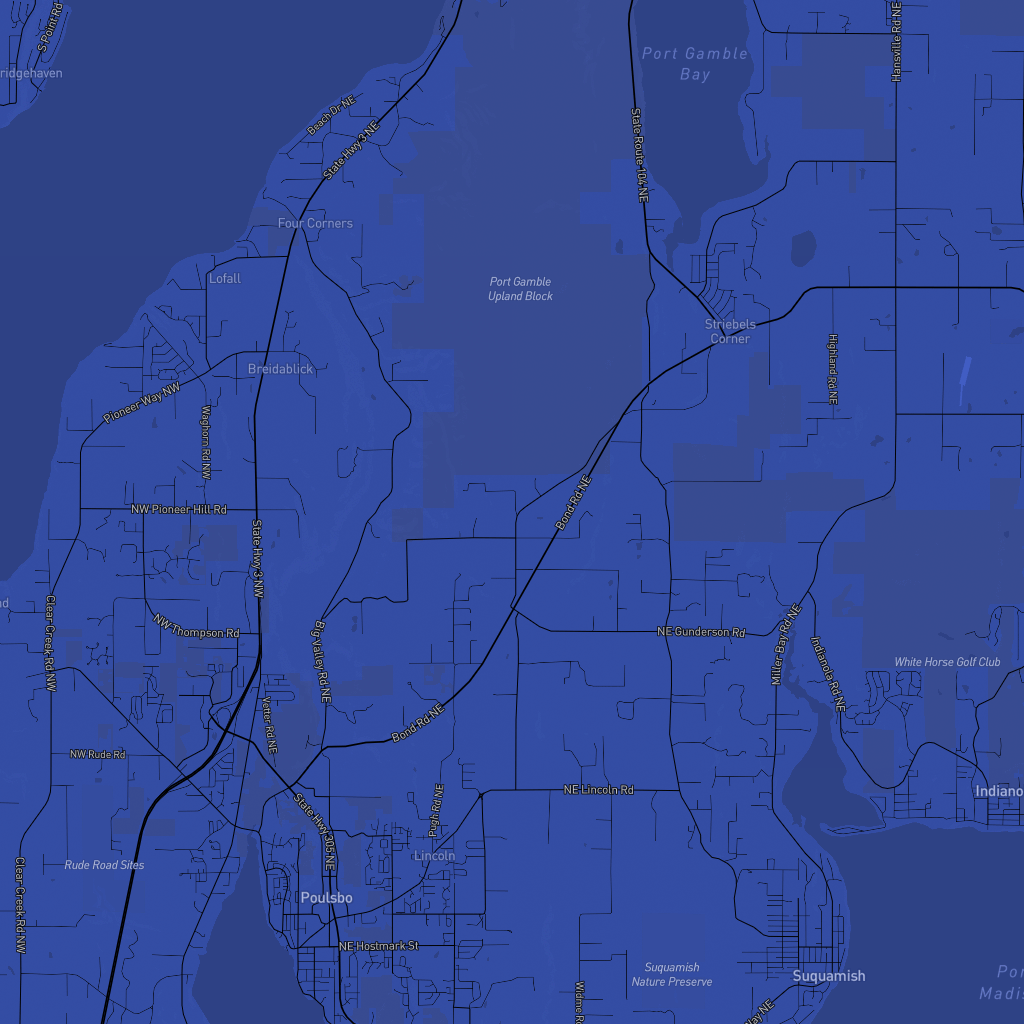 S Point Rd
ridgehaven
Hansville Rd NE
Port Gamble
Bay
Beach Dr NE
State Hwy 3 NE
State Route 104 NE
Four Corners
Lofall
Port Gamble
Upland Block
Striebels
Corner
Highland Rd NE
Breidablick
Pioneer Way NW
Waghorn Rd NW
Bond Rd NE
NW Pioneer Hill Rd
State Hwy 3 NW
Clear Creek Rd NW
NW Thompson Rd
Big Valley Rd NE
NE Gunderson Rd
Miller Bay Rd NE
Indianola Rd NE
White Horse Golf Club
Vetter Rd NE
Bond Rd NE
NW Rude Rd
State Hwy 305 NE
Pugh Rd NE
NE Lincoln Rd
Indiano
Rude Road Sites
Lincoln
Clear Creek Rd NW
Poulsbo
NE Hostmark St
Suquamish
Nature Preserve
Suquamish
Widme Rd
Por
Madis
lay NE
nd